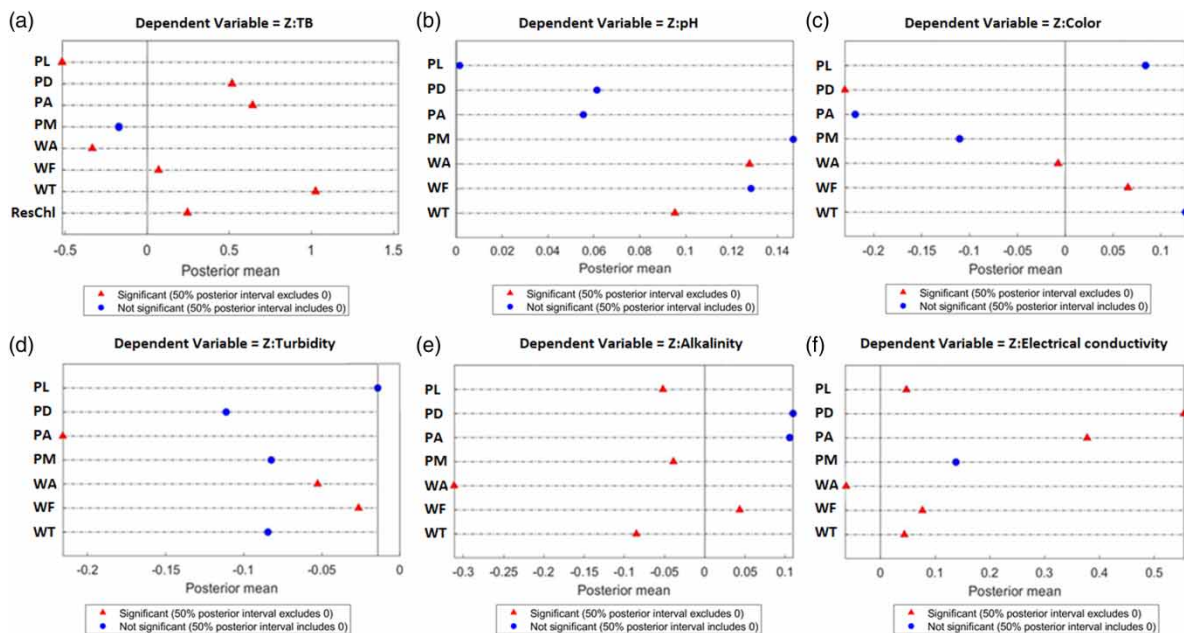 (a)
Dependent Variable = Z:TB
PL
PD
PA
PM
WA
WF
WT
ResChl
-0.5 0 0.5 1 1.5
Posterior mean
Significant (50% posterior interval excludes 0)
Not significant (50% posterior interval includes 0)
(b)
Dependent Variable = Z:pH
PL
PD
PA
PM
WA
WF
WT
0 0.02 0.04 0.06 0.08 0.1 0.12 0.14
Posterior mean
Significant (50% posterior interval excludes 0)
Not significant (50% posterior interval includes 0)
(c)
Dependent Variable = Z:Color
PL
PD
PA
PM
WA
WF
WT
-0.2 -0.15 -0.1 -0.05 0 0.05 0.1
Posterior mean
Significant (50% posterior interval excludes 0)
Not significant (50% posterior interval includes 0)
(d)
Dependent Variable = Z:Turbidity
PL
PD
PA
PM
WA
WF
WT
-0.2 -0.15 -0.1 -0.05 0
Posterior mean
Significant (50% posterior interval excludes 0)
Not significant (50% posterior interval includes 0)
(e)
Dependent Variable = Z:Alkalinity
PL
PD
PA
PM
WA
WF
WT
-0.3 -0.25 -0.2 -0.15 -0.1 -0.05 0 0.05 0.1
Posterior mean
Significant (50% posterior interval excludes 0)
Not significant (50% posterior interval includes 0)
(f)
Dependent Variable = Z:Electrical conductivity
PL
PD
PA
PM
WA
WF
WT
0 0.1 0.2 0.3 0.4 0.5
Posterior mean
Significant (50% posterior interval excludes 0)
Not significant (50% posterior interval includes 0)